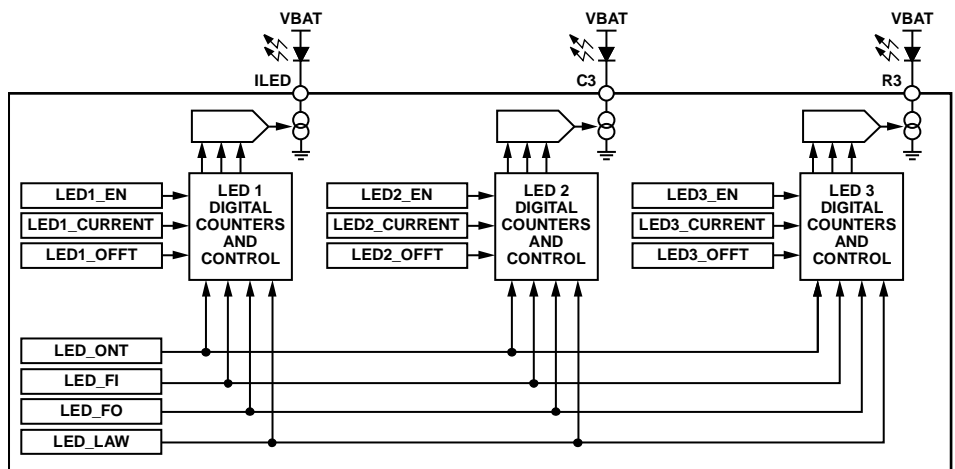 VBAT
VBAT
VBAT
ILED
C3
R3
LED1_EN
LED1_CURRENT
LED1_OFFT
LED 1
DIGITAL
COUNTERS
AND
CONTROL
LED2_EN
LED2_CURRENT
LED2_OFFT
LED 2
DIGITAL
COUNTERS
AND
CONTROL
LED3_EN
LED3_CURRENT
LED3_OFFT
LED 3
DIGITAL
COUNTERS
AND
CONTROL
LED_ONT
LED_FI
LED_FO
LED_LAW